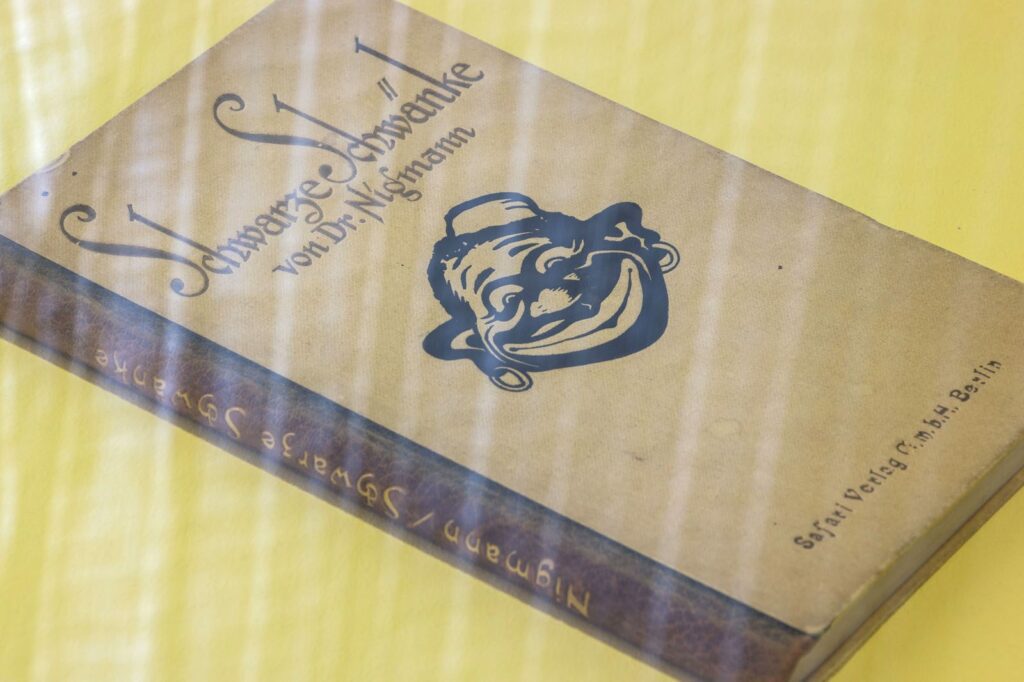 Schwarze Schwänke
von Dr. Nigmann
Safari Verlag G.m.b.H. Berlin
Nigmann / Schwarze Schwänke